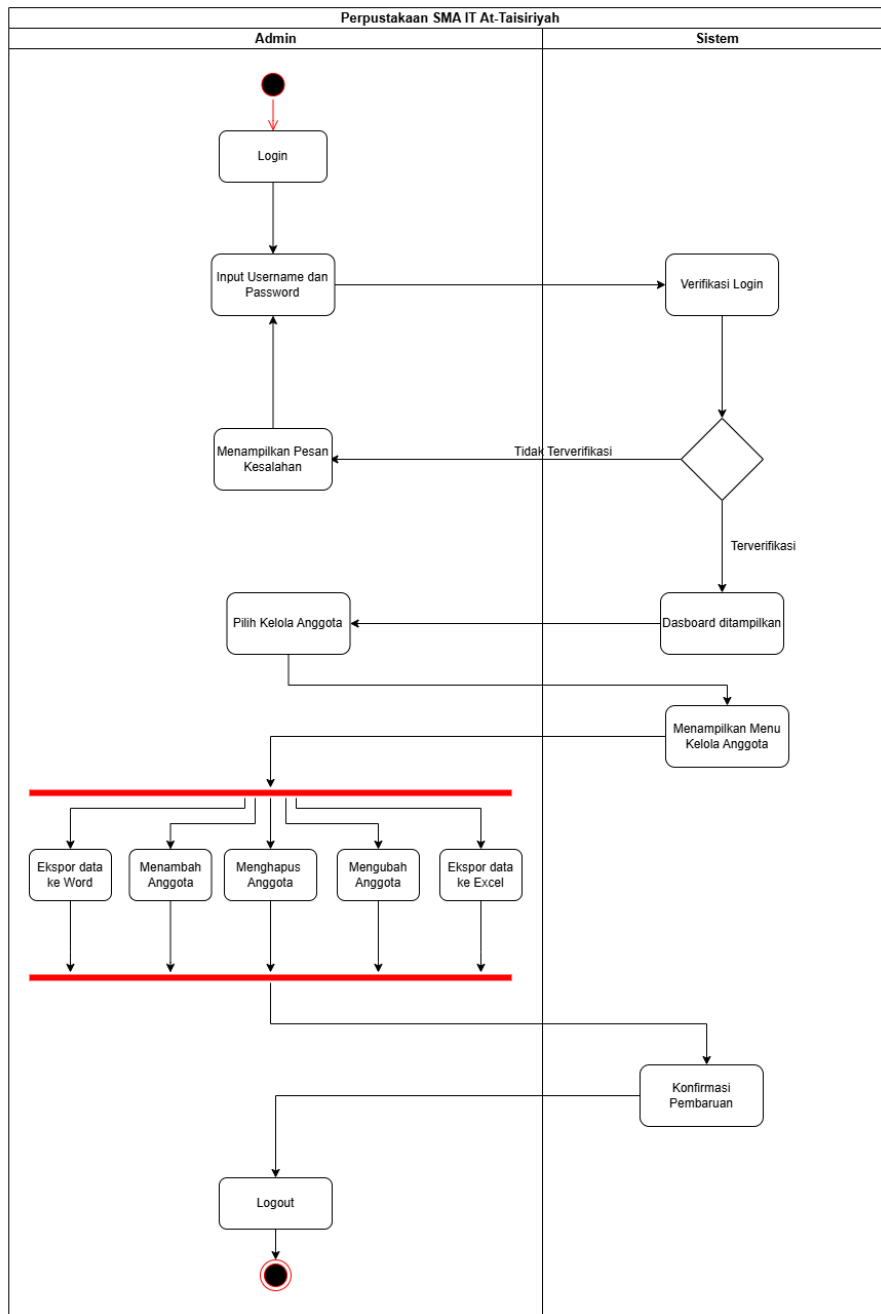 Perpustakaan SMA IT At-Taisiriyah
Admin
Sistem
Login
Input Username dan
Password
Verifikasi Login
Menampilkan Pesan
Kesalahan
Tidak Terverifikasi
Terverifikasi
Pilih Kelola Anggota
Dasboard ditampilkan
Menampilkan Menu
Kelola Anggota
Ekspor data
ke Word
Menambah
Anggota
Menghapus
Anggota
Mengubah
Anggota
Ekspor data
ke Excel
Konfirmasi
Pembaruan
Logout